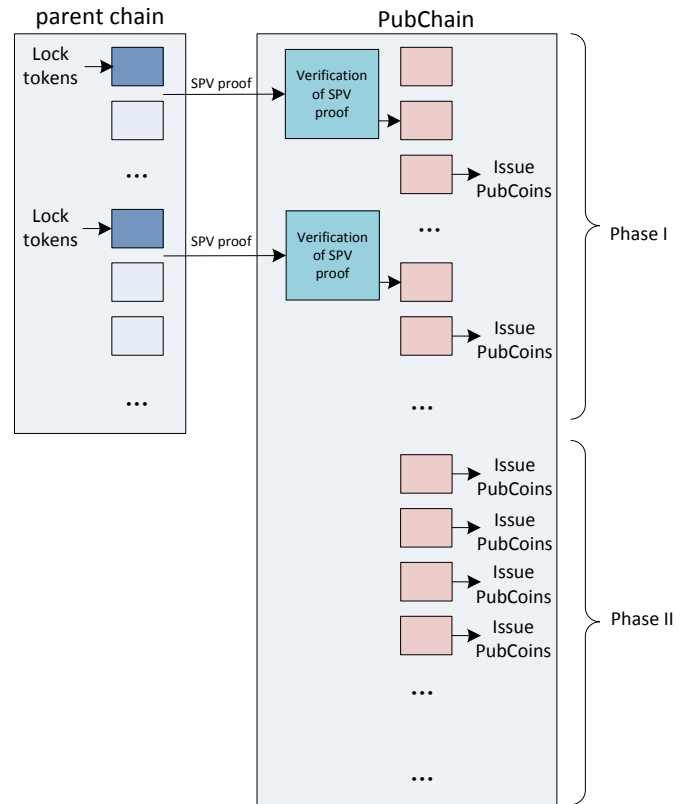 parent chain
PubChain
Lock
tokens
SPV proof
Verification
of SPV
proof
Issue
PubCoins
...
...
Lock
tokens
SPV proof
Verification
of SPV
proof
Phase I
Issue
PubCoins
...
...
Issue
PubCoins
Issue
PubCoins
Issue
PubCoins
Issue
PubCoins
Phase II
...
...